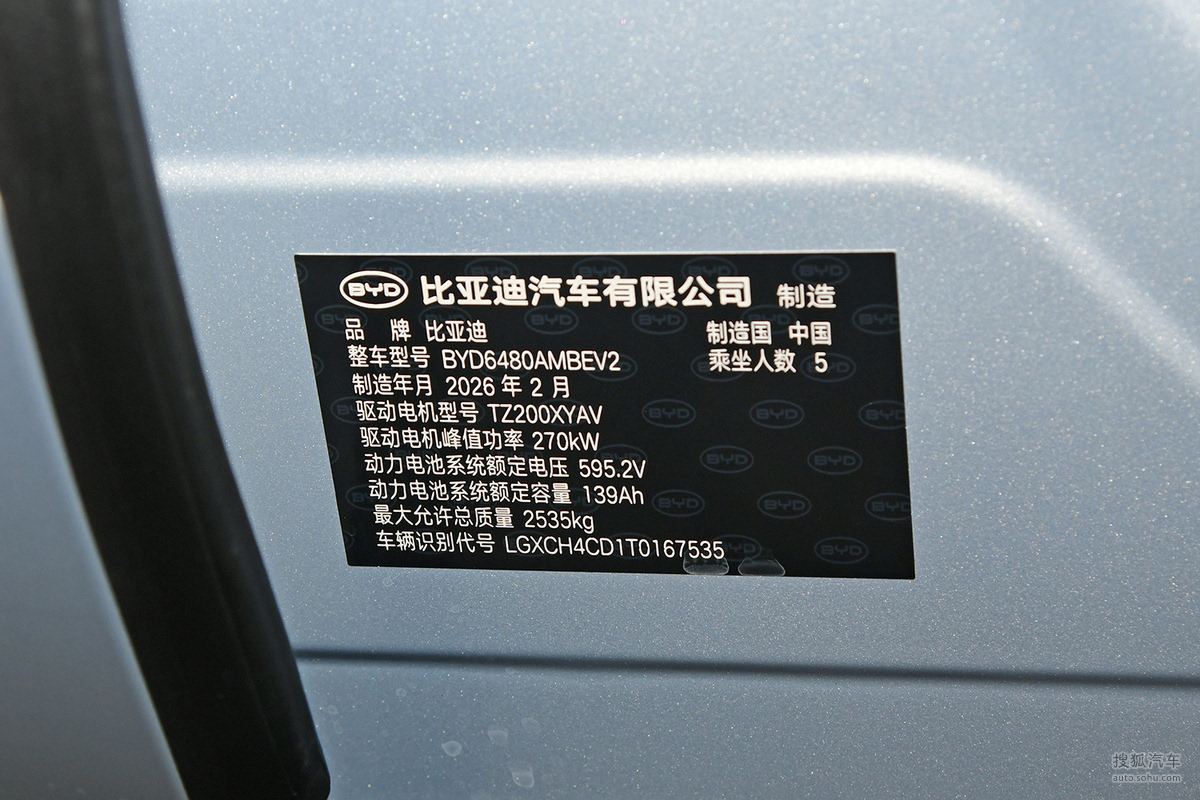 BYD 比亚迪汽车有限公司 制造
品 牌 比亚迪 制造国 中国
整车型号 BYD6480AMBEV2 乘坐人数 5
制造年月 2026 年 2 月
驱动电机型号 TZ200XYAV
驱动电机峰值功率 270kW
动力电池系统额定电压 595.2V
动力电池系统额定容量 139Ah
最大允许总质量 2535kg
车辆识别代号 LGXCH4CD1T0167535
搜狐汽车
auto.sohu.com